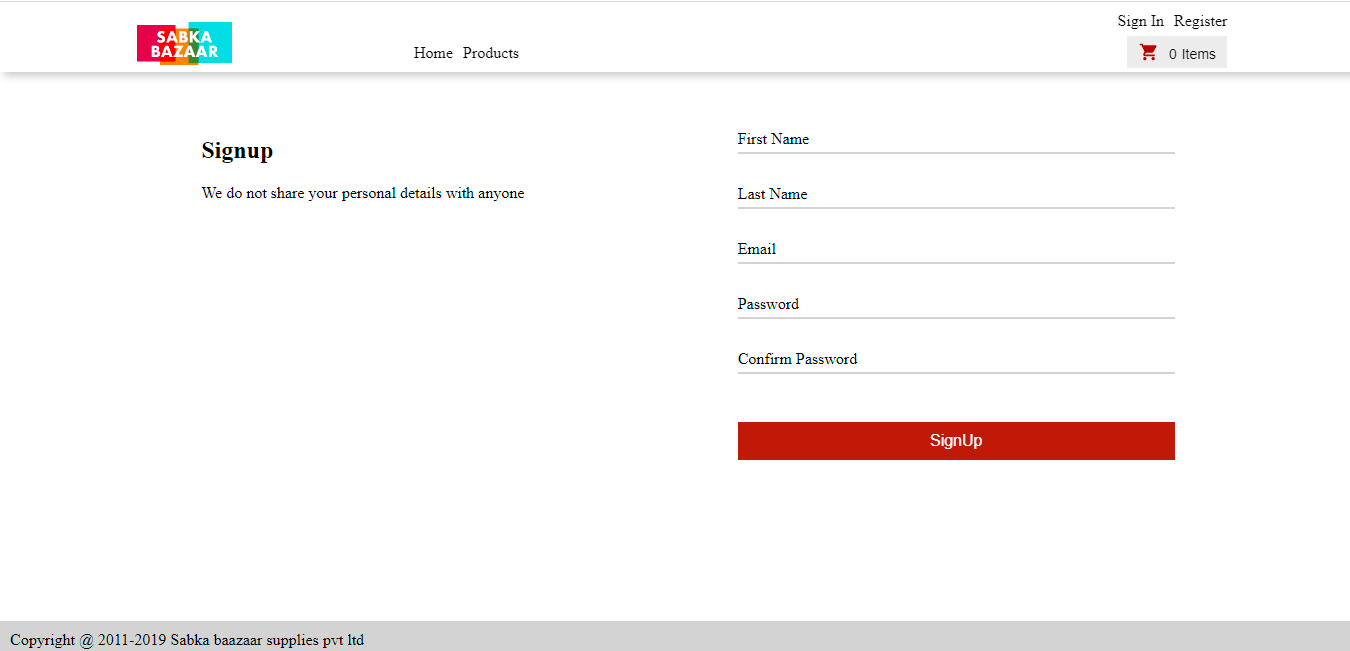 SABKA
BAZAAR
Home Products
Sign In Register
0 Items
Signup
We do not share your personal details with anyone
First Name
Last Name
Email
Password
Confirm Password
SignUp
Copyright @ 2011-2019 Sabka baazaar supplies pvt ltd